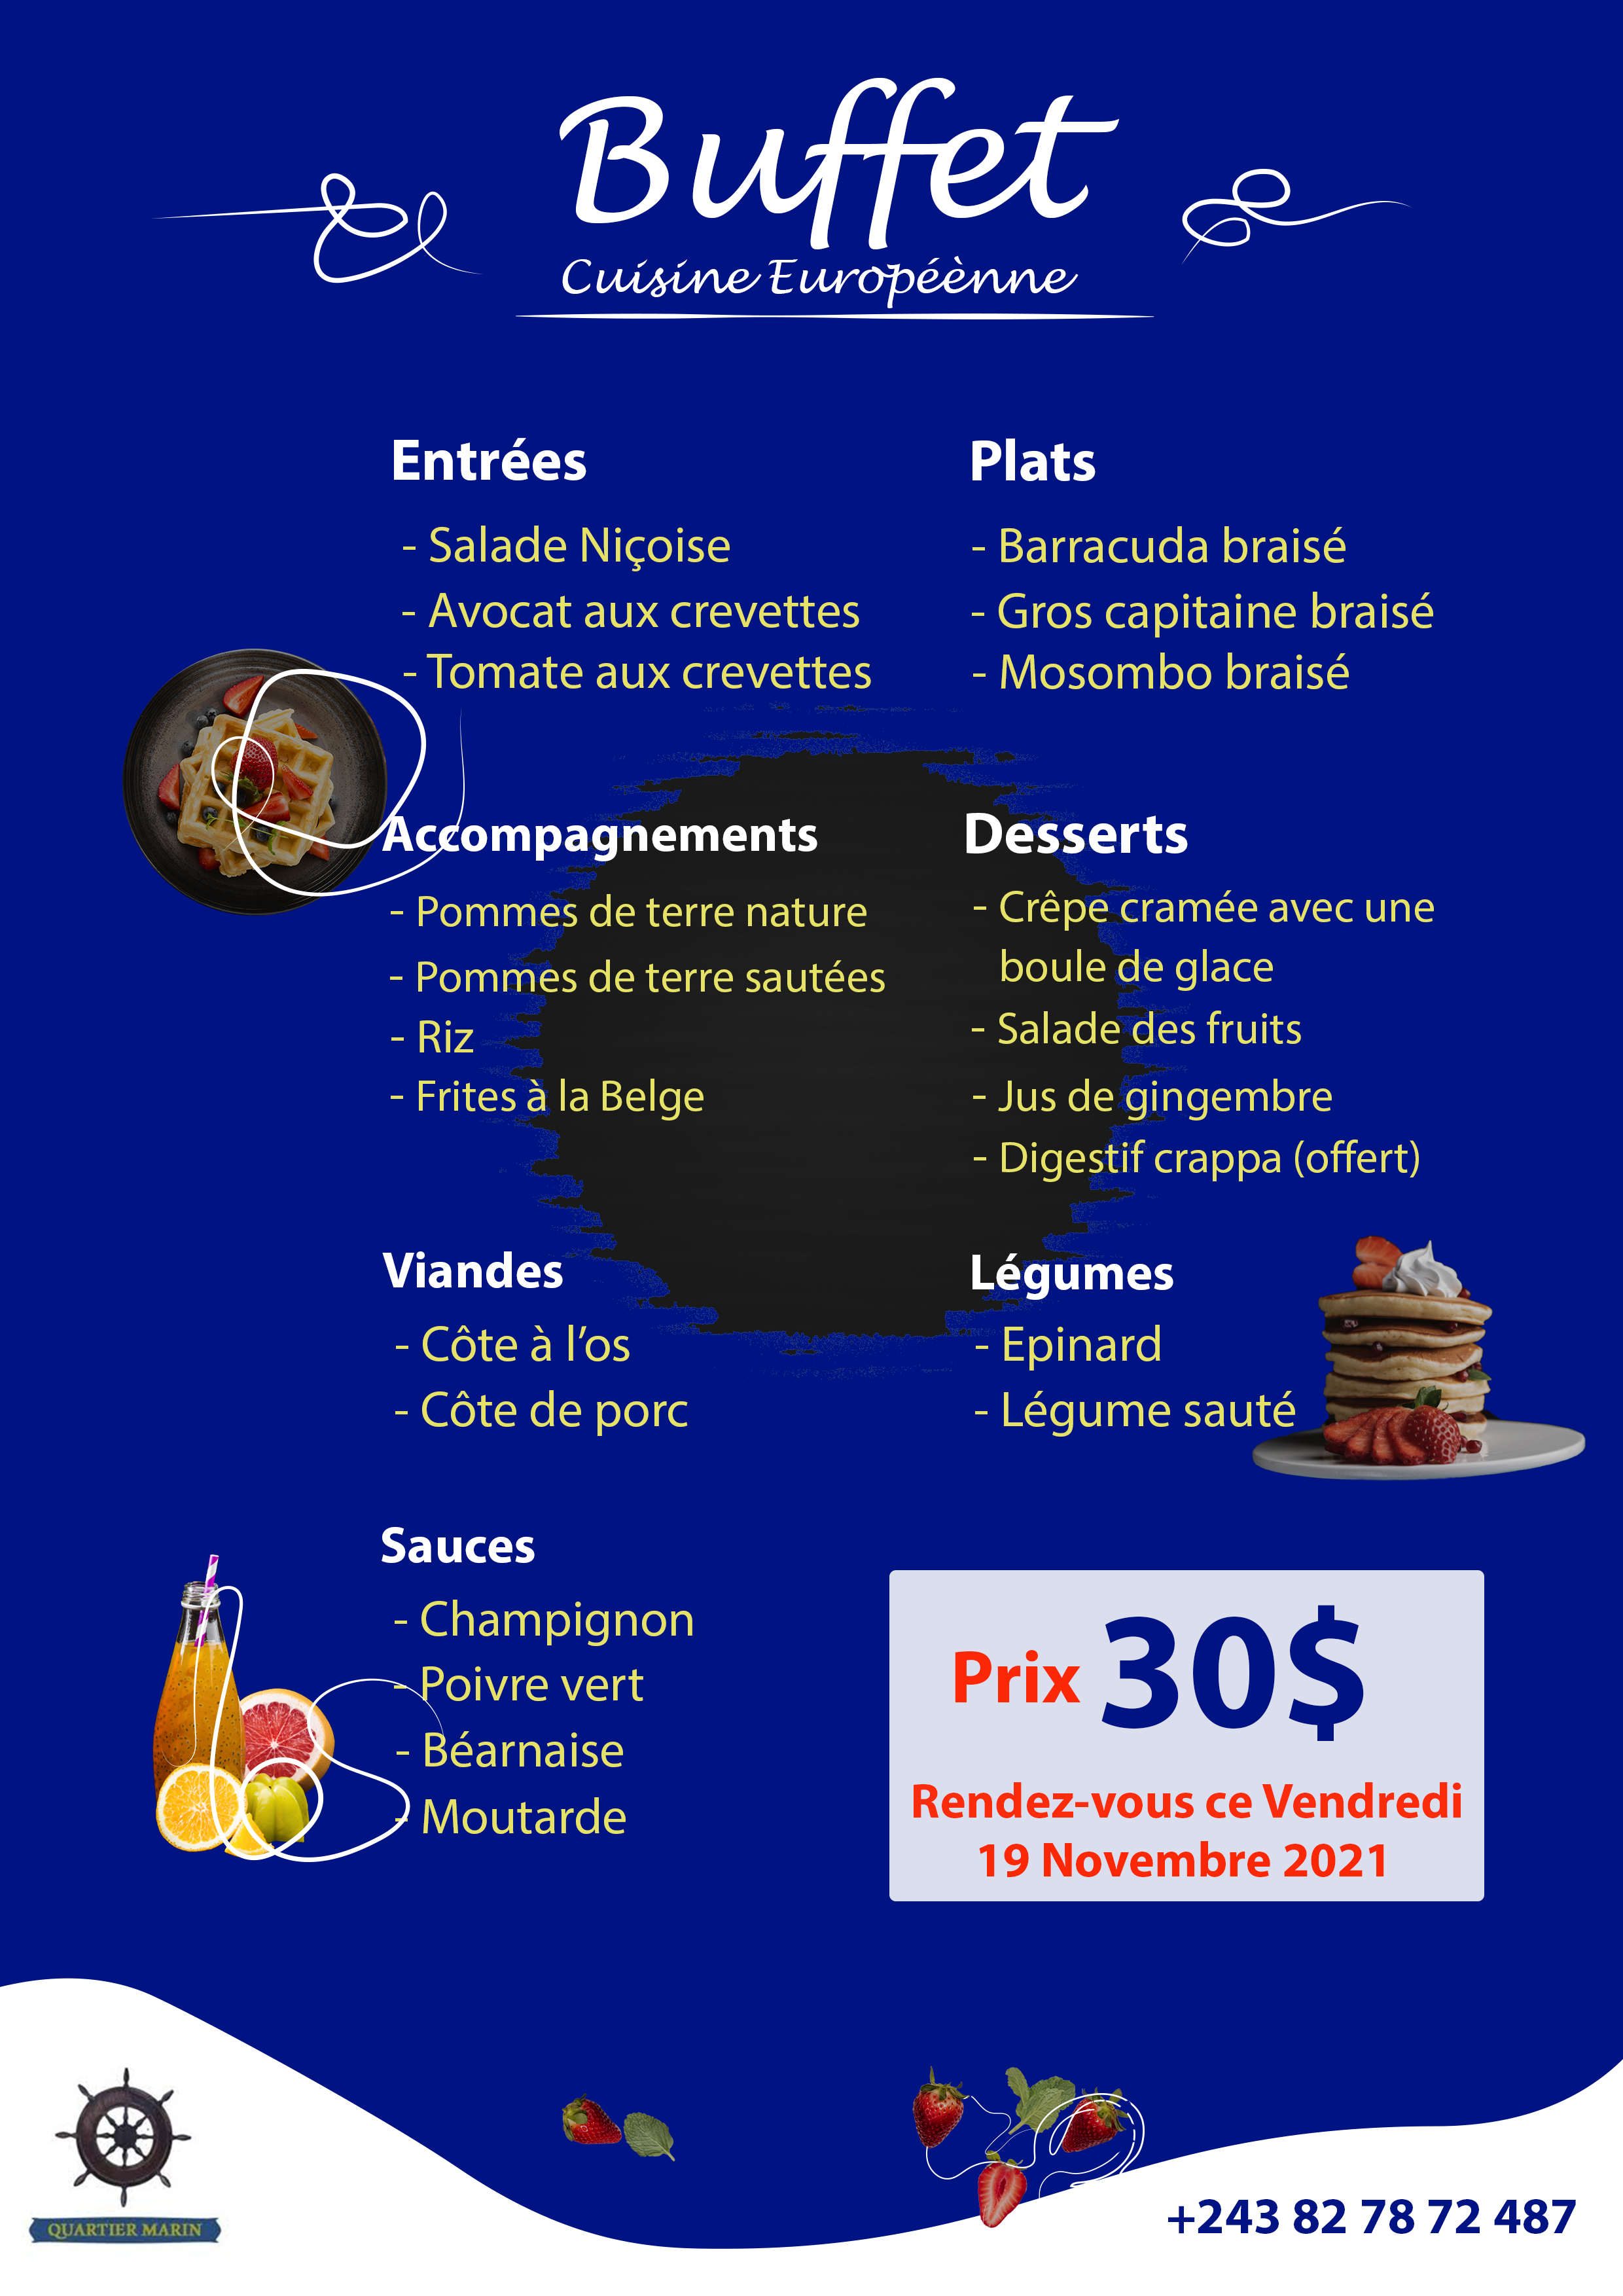 Buffet
Cuisine Européènne
Entrées
- Salade Niçoise
- Avocat aux crevettes
- Tomate aux crevettes
Plats
- Barracuda braisé
- Gros capitaine braisé
- Mosombo braisé
Accompagnements
- Pommes de terre nature
- Pommes de terre sautées
- Riz
- Frites à la Belge
Desserts
- Crêpe cramée avec une
boule de glace
- Salade des fruits
- Jus de gingembre
- Digestif crappa (offert)
Viandes
- Côte à l’os
- Côte de porc
Légumes
- Epinard
- Légume sauté
Sauces
- Champignon
- Poivre vert
- Béarnaise
- Moutarde
Prix 30$
Rendez-vous ce Vendredi
19 Novembre 2021
QUARTIER MARIN
+243 82 78 72 487